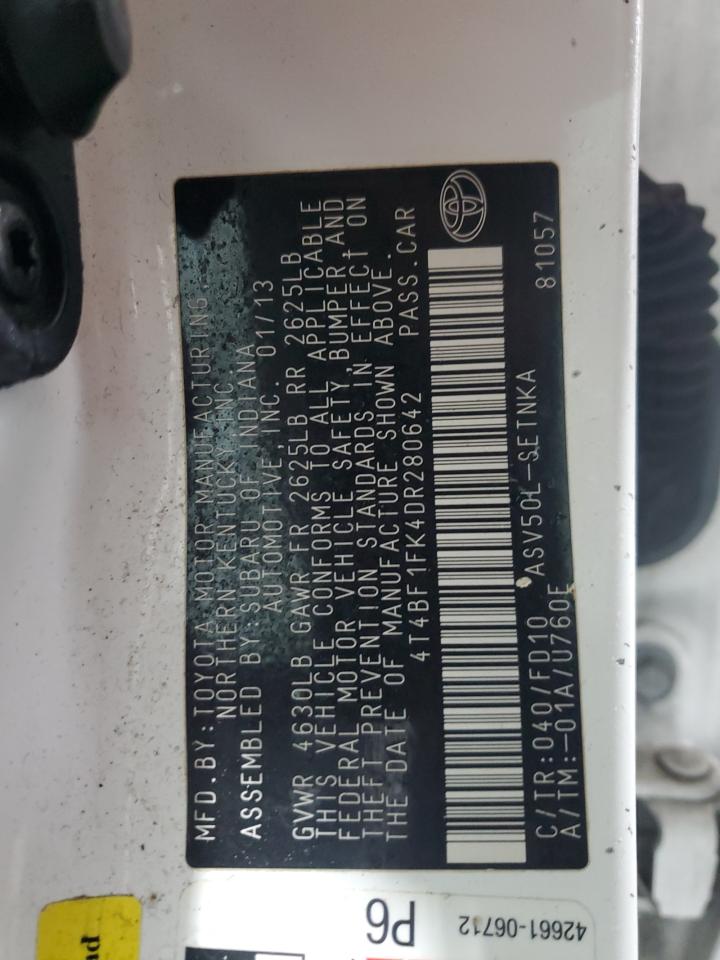 MFD.BY:TOYOTA MOTOR MANUFACTURING,
NORTHERN KENTUCKY,INC.
ASSEMBLED BY:SUBARU OF INDIANA
AUTOMOTIVE,INC. 01/13
GVWR 4630LB GAWR FR 2625LB RR 2625LB
THIS VEHICLE CONFORMS TO ALL APPLICABLE
FEDERAL MOTOR VEHICLE SAFETY,BUMPER AND
THEFT PREVENTION STANDARDS IN EFFECT ON
THE DATE OF MANUFACTURE SHOWN ABOVE.
4T4BF1FK4DR280642 PASS.CAR
C/TR:040/FD10 ASV50L-SETNKA 81057
A/TM:-01A/U760E
P6
42661-06712